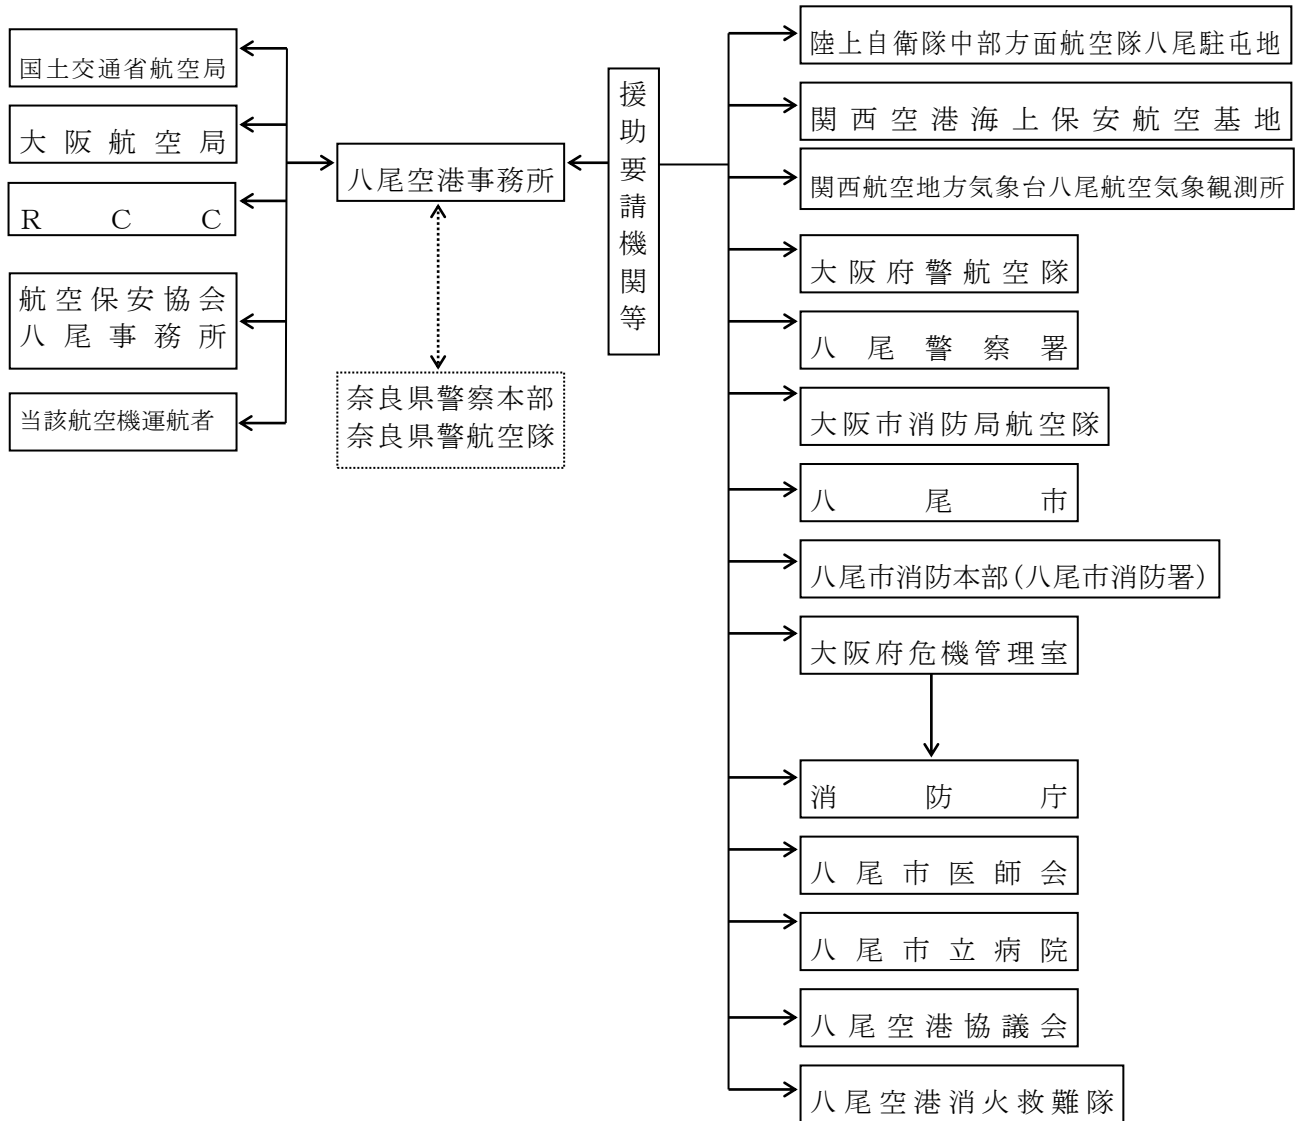 国土交通省航空局
大阪航空局
RCC
航空保安協会
八尾事務所
当該航空機運航者
八尾空港事務所
奈良県警察本部
奈良県警航空隊
援助要請機関等
陸上自衛隊中部方面航空隊八尾駐屯地
関西空港海上保安航空基地
関西航空地方気象台八尾航空気象観測所
大阪府警航空隊
八尾警察署
大阪市消防局航空隊
八尾市
八尾市消防本部(八尾市消防署)
大阪府危機管理室
消防庁
八尾市医師会
八尾市立病院
八尾空港協議会
八尾空港消火救難隊